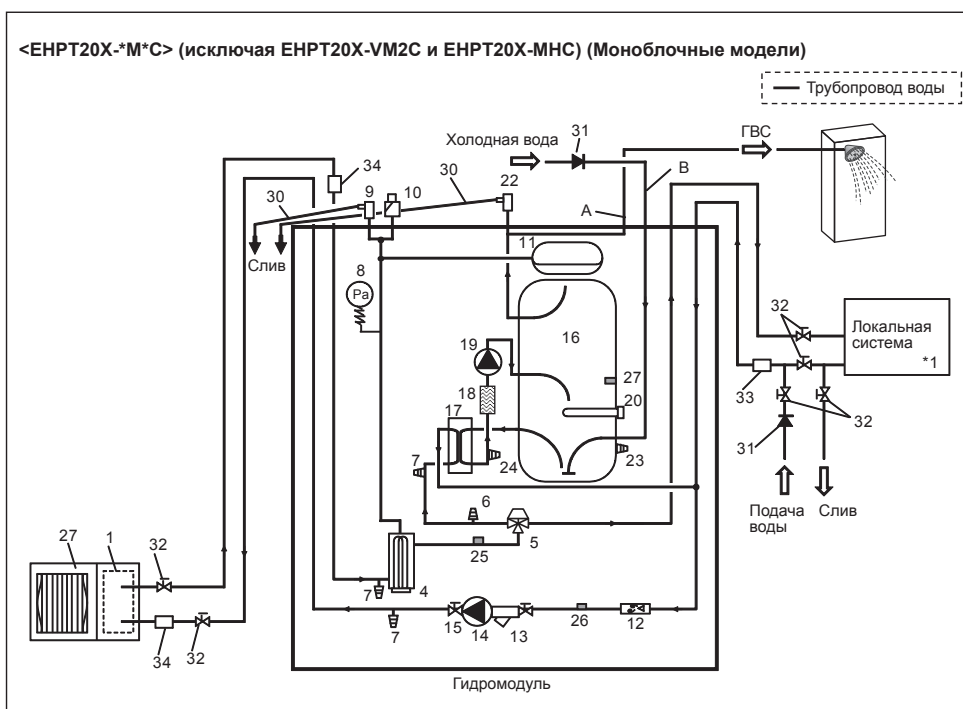 <EHPT20X-*M*C> (исключая EHPT20X-VM2C и EHPT20X-MHC) (Моноблочные модели)
Трубопровод воды
Холодная вода
31
ГВС
34
30
9
10
30
22
B
A
Слив
8
Pa
11
16
32
Локальная
система
*1
19
27
18
20
33
32
17
31
7
24
23
6
Подача
воды
Слив
27
1
32
25
5
7
4
34
32
7
15
14
13
26
12
Гидромодуль